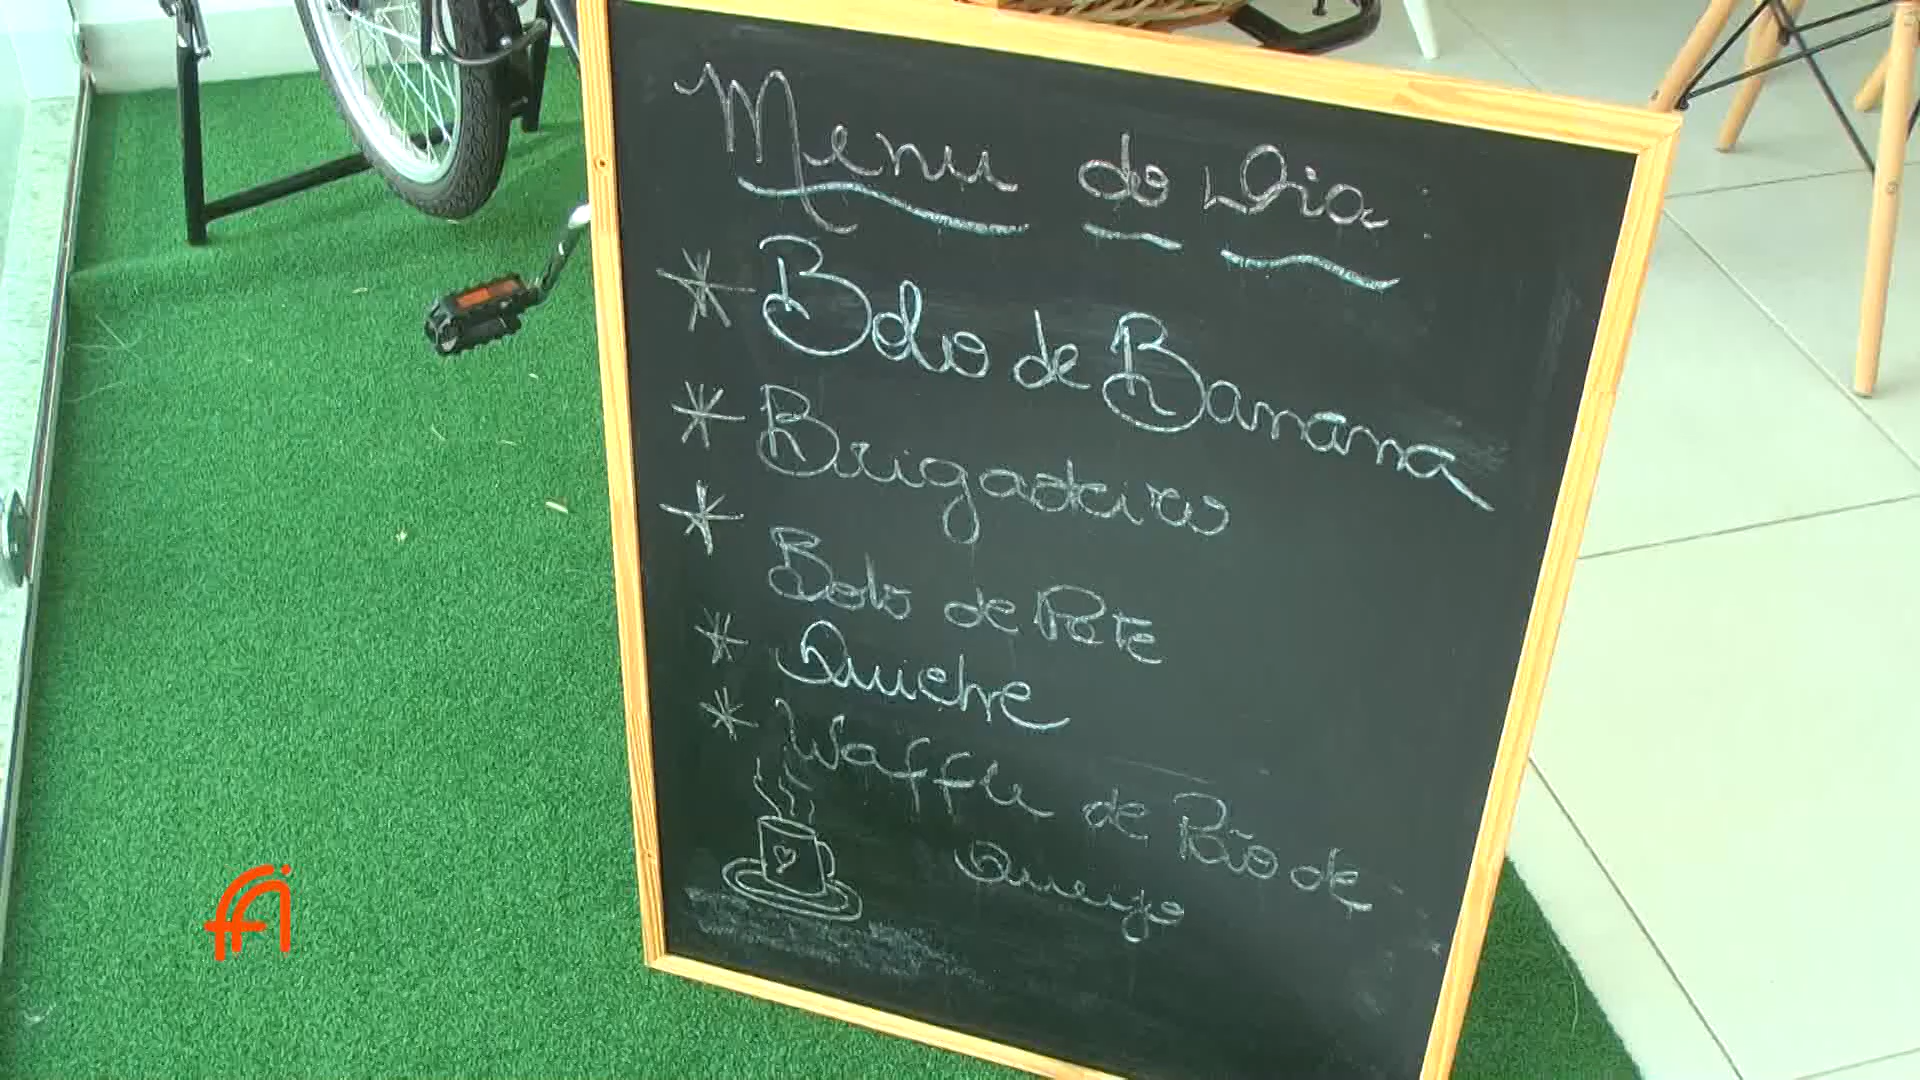 Menu do Dia:
* Bolo de Banana
* Brigadeiro
* Bolo de Pote
* Quiche
* Waffle de Pão de
Queijo